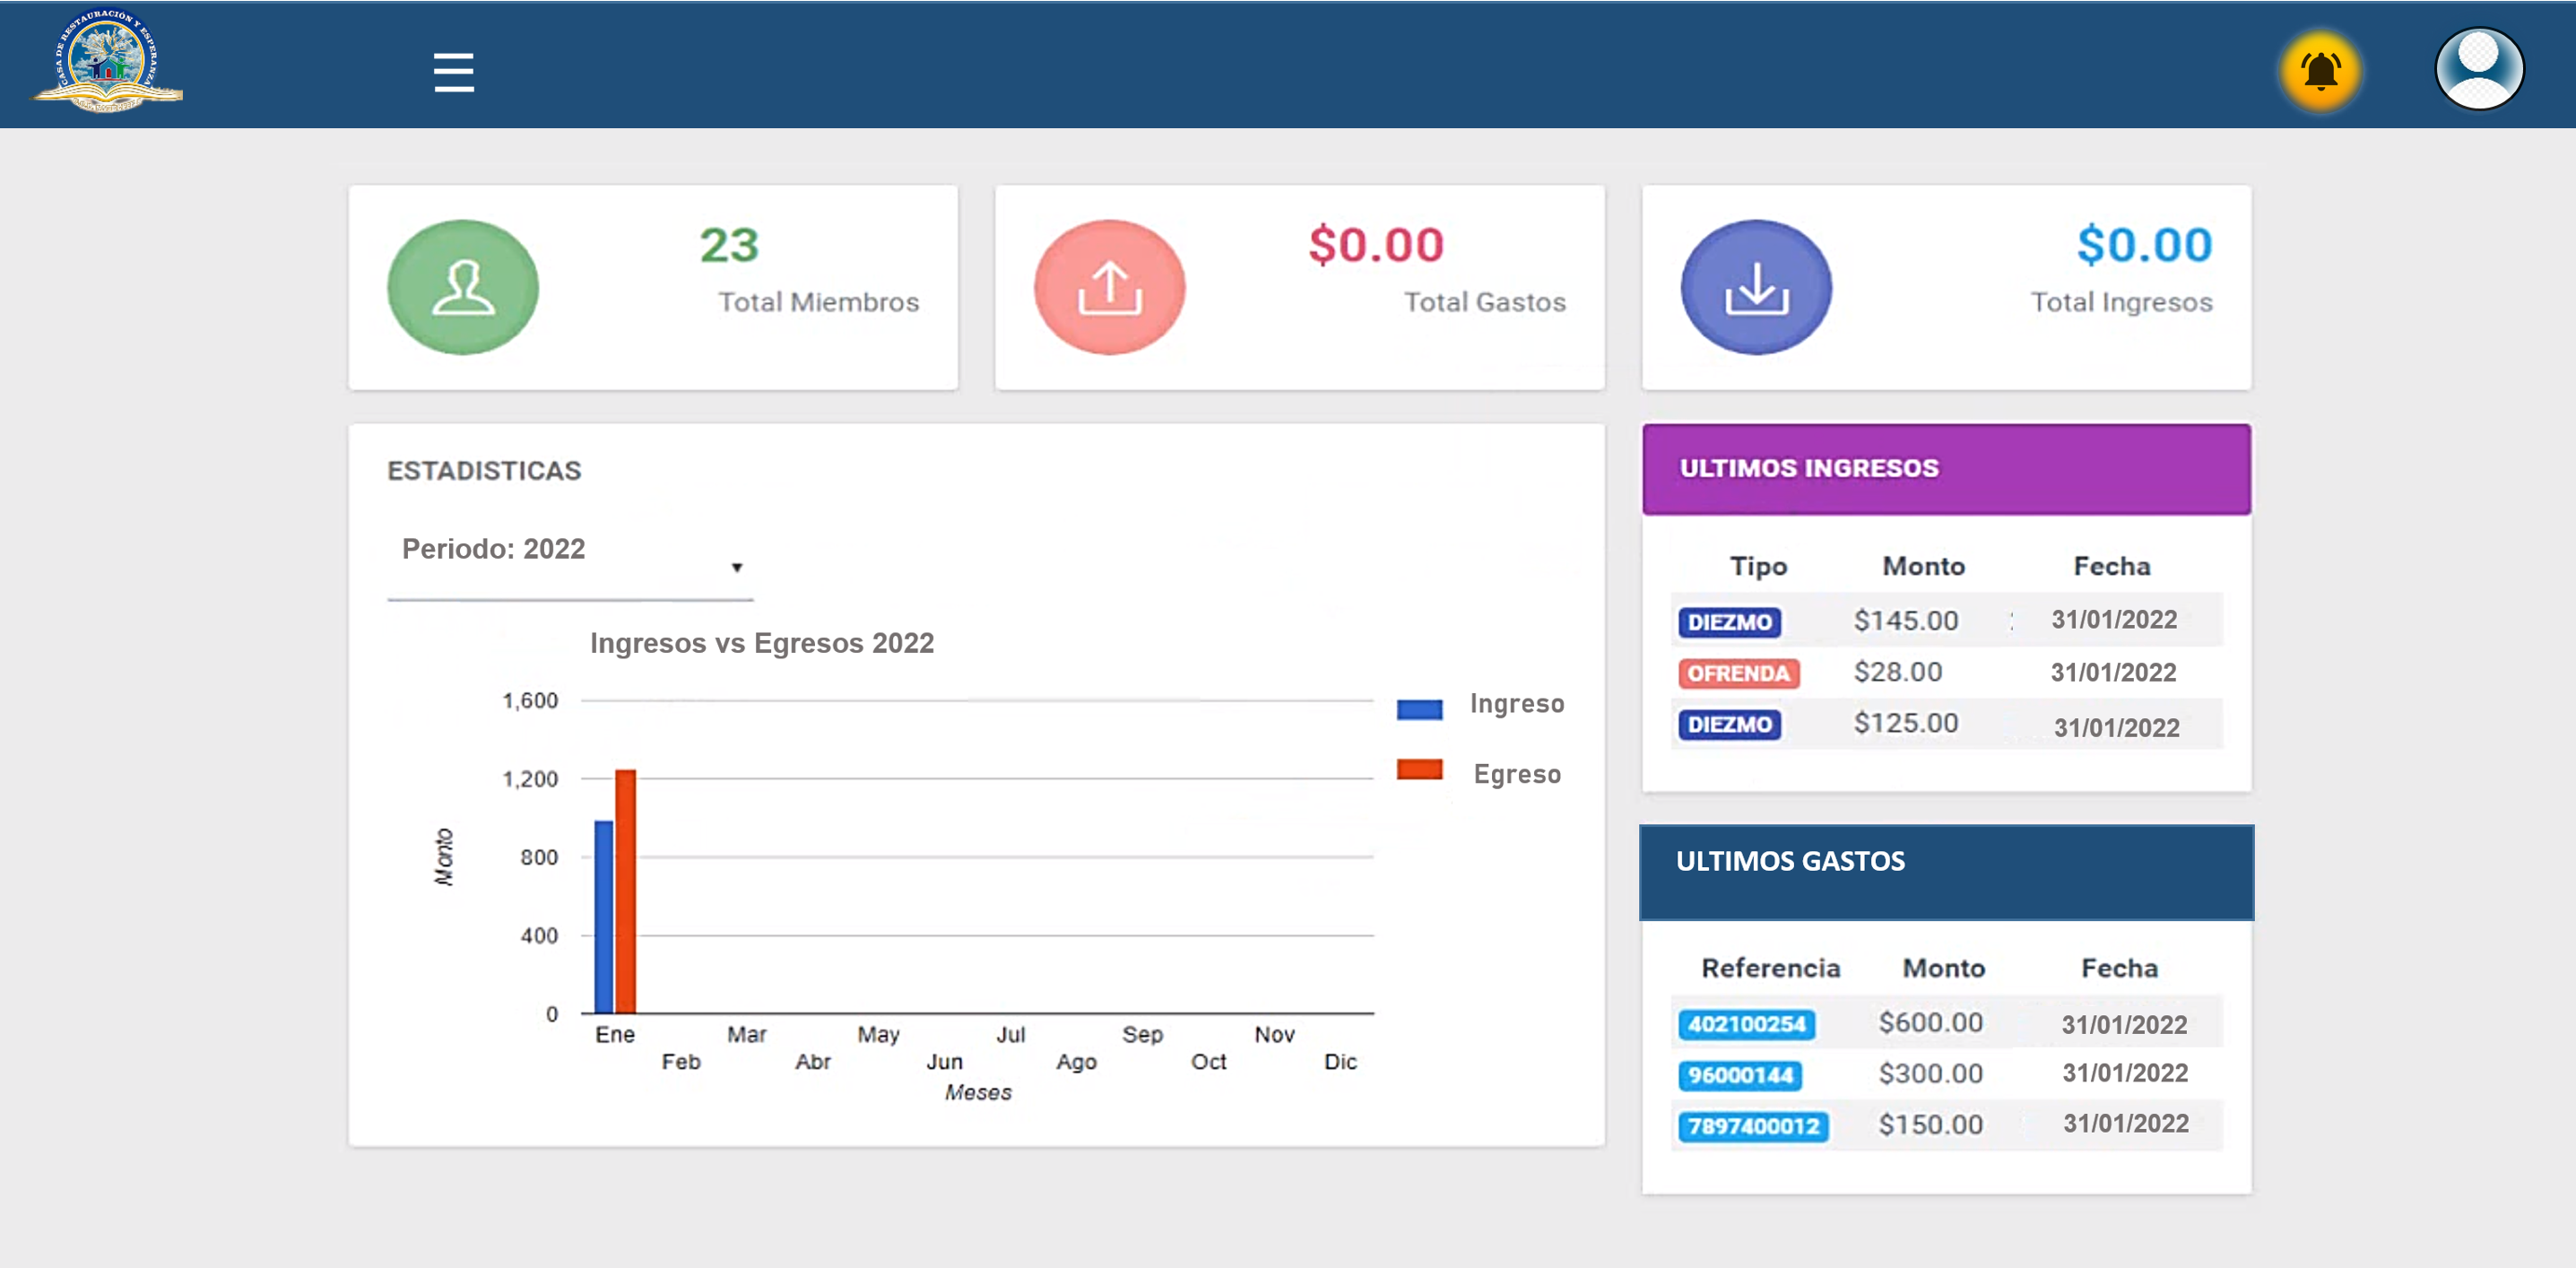 CASA DE RESTAURACIÓN Y ESPERANZA
23
Total Miembros
$0.00
Total Gastos
$0.00
Total Ingresos
ESTADISTICAS
Periodo: 2022
Ingresos vs Egresos 2022
1,600
1,200
800
400
0
Monto
Ene Feb Mar Abr May Jun Jul Ago Sep Oct Nov Dic
Meses
Ingreso
Egreso
ULTIMOS INGRESOS
Tipo Monto Fecha
DIEZMO $145.00 31/01/2022
OFRENDA $28.00 31/01/2022
DIEZMO $125.00 31/01/2022
ULTIMOS GASTOS
Referencia Monto Fecha
402100254 $600.00 31/01/2022
96000144 $300.00 31/01/2022
7897400012 $150.00 31/01/2022